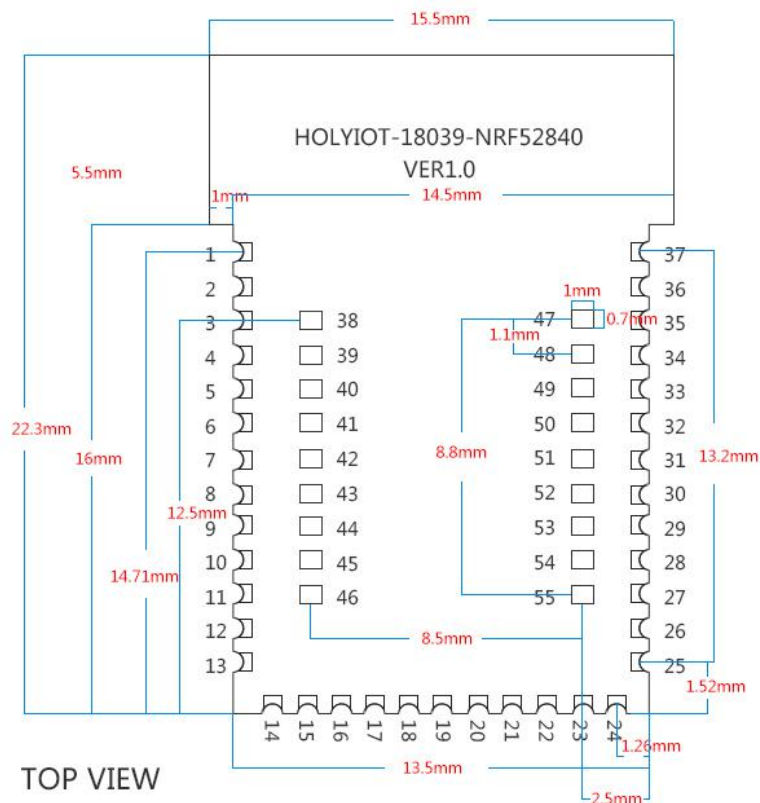 15.5mm
HOLYIOT-18039-NRF52840
VER1.0
5.5mm
1mm
14.5mm
1 37
2 36
1mm
3 38 47 0.7mm 35
1.1mm
4 39 48 34
5 40 49 33
6 41 50 32
22.3mm
8.8mm
16mm 7 42 51 31 13.2mm
8 43 52 30
12.5mm
9 44 53 29
10 45 54 28
14.71mm
11 46 55 27
12 26
8.5mm
13 25
1.52mm
14 15 16 17 18 19 20 21 22 23 24
1.26mm
13.5mm
TOP VIEW
2.5mm